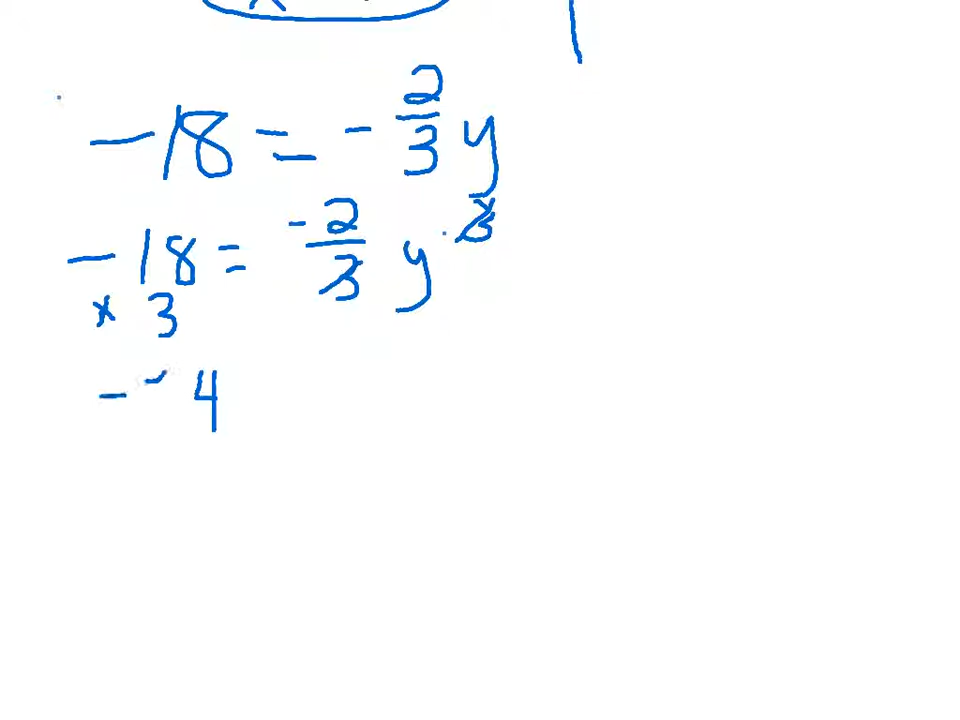 -18 = -2/3 y
-18 = -2/3 y × 3
× 3
- 4